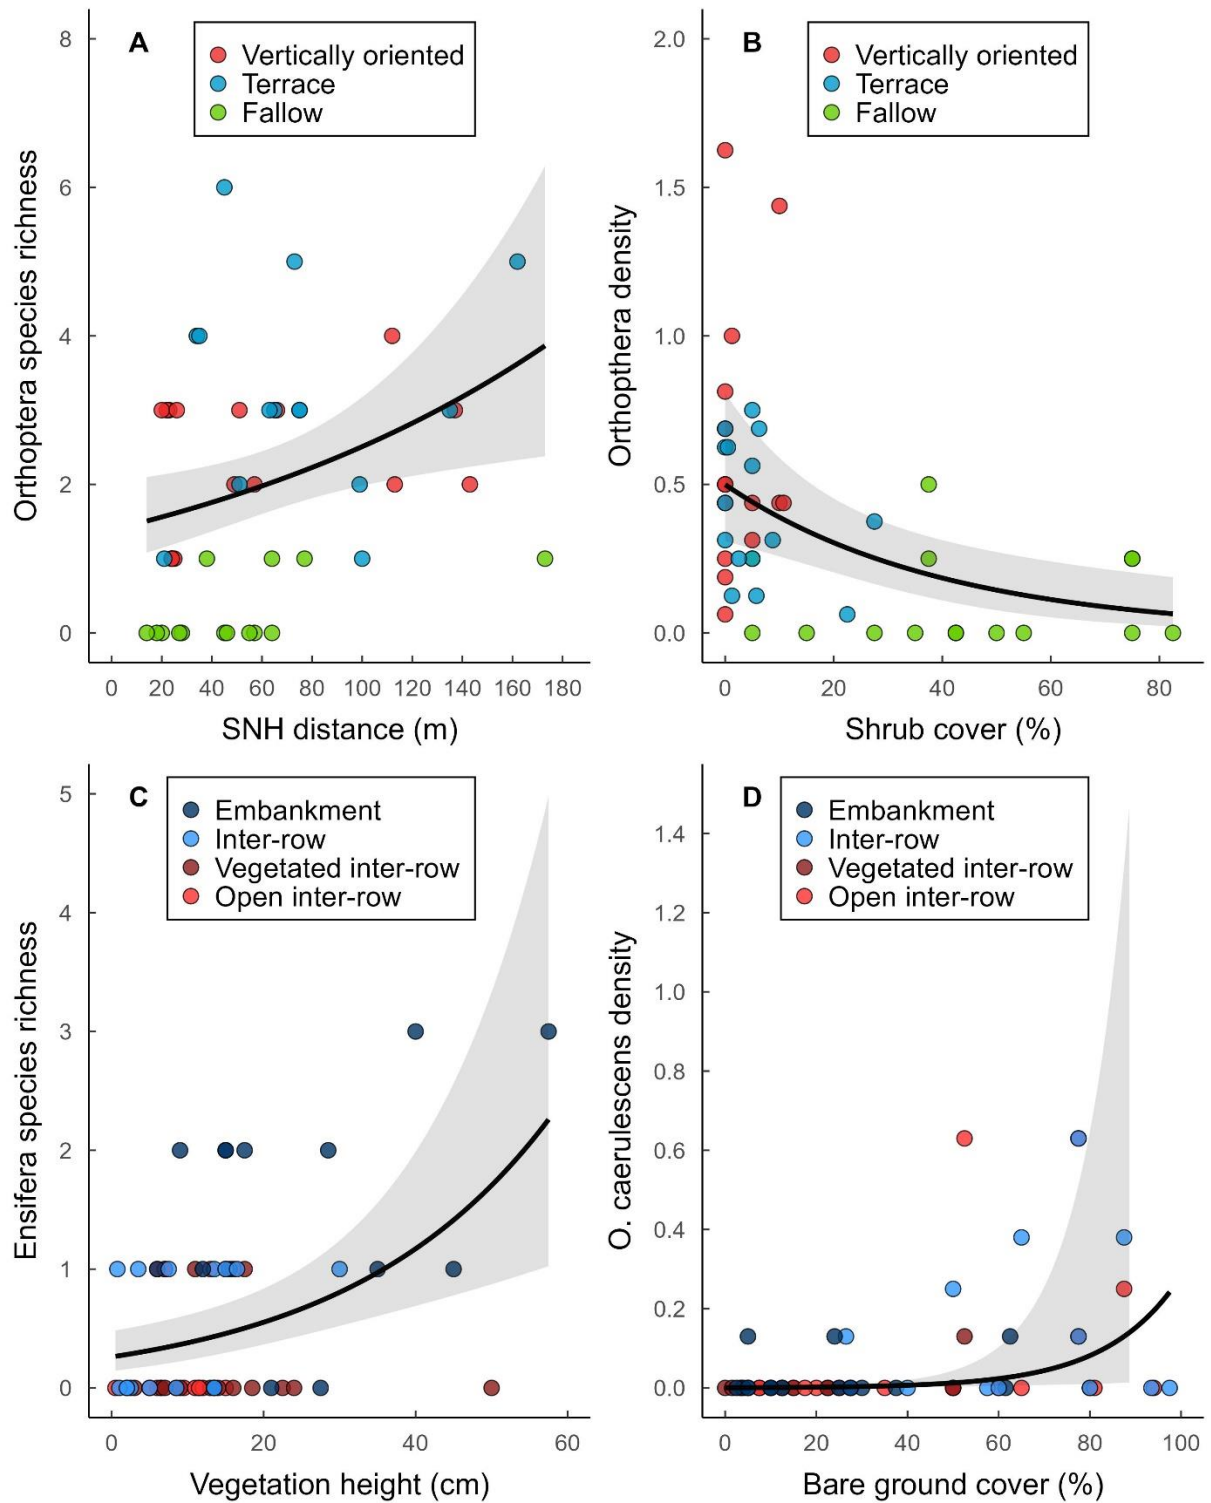 A
Vertically oriented
Terrace
Fallow
8
6
4
2
0
Orthoptera species richness
0 20 40 60 80 100 120 140 160 180
SNH distance (m)
B
Vertically oriented
Terrace
Fallow
2.0
1.5
1.0
0.5
0.0
Orthopthera density
0 20 40 60 80
Shrub cover (%)
C
Embankment
Inter-row
Vegetated inter-row
Open inter-row
5
4
3
2
1
0
Ensifera species richness
0 20 40 60
Vegetation height (cm)
D
Embankment
Inter-row
Vegetated inter-row
Open inter-row
1.4
1.2
1.0
0.8
0.6
0.4
0.2
0.0
O. caerulescens density
0 20 40 60 80 100
Bare ground cover (%)